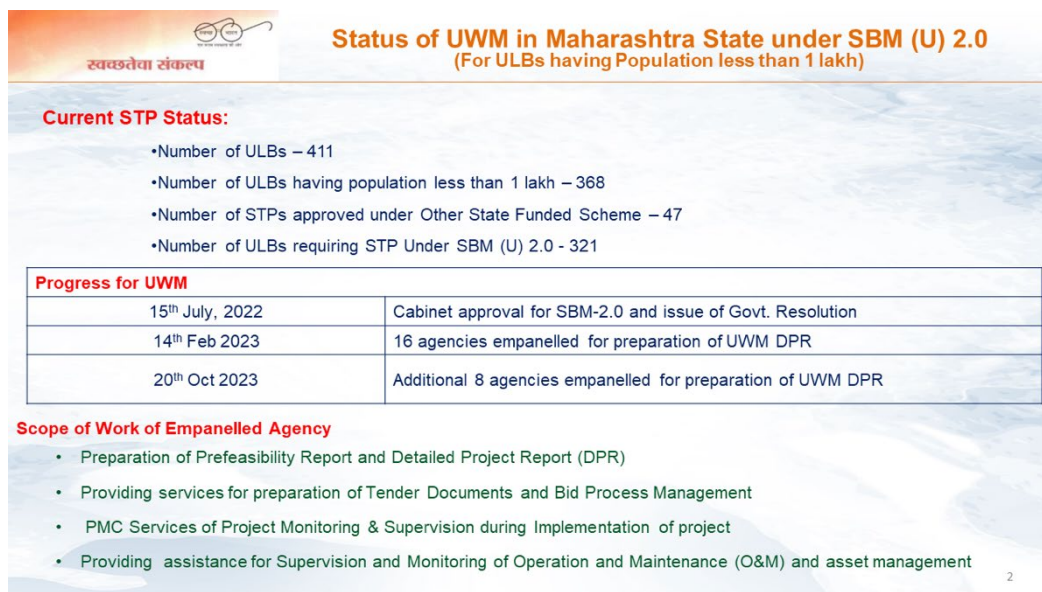 स्वच्छ भारत
स्वच्छतेचा संकल्प
Status of UWM in Maharashtra State under SBM (U) 2.0
(For ULBs having Population less than 1 lakh)
Current STP Status:
•Number of ULBs – 411
•Number of ULBs having population less than 1 lakh – 368
•Number of STPs approved under Other State Funded Scheme – 47
•Number of ULBs requiring STP Under SBM (U) 2.0 - 321
Progress for UWM
15th July, 2022 Cabinet approval for SBM-2.0 and issue of Govt. Resolution
14th Feb 2023 16 agencies empanelled for preparation of UWM DPR
20th Oct 2023 Additional 8 agencies empanelled for preparation of UWM DPR
Scope of Work of Empanelled Agency
• Preparation of Prefeasibility Report and Detailed Project Report (DPR)
• Providing services for preparation of Tender Documents and Bid Process Management
• PMC Services of Project Monitoring & Supervision during Implementation of project
• Providing assistance for Supervision and Monitoring of Operation and Maintenance (O&M) and asset management
2